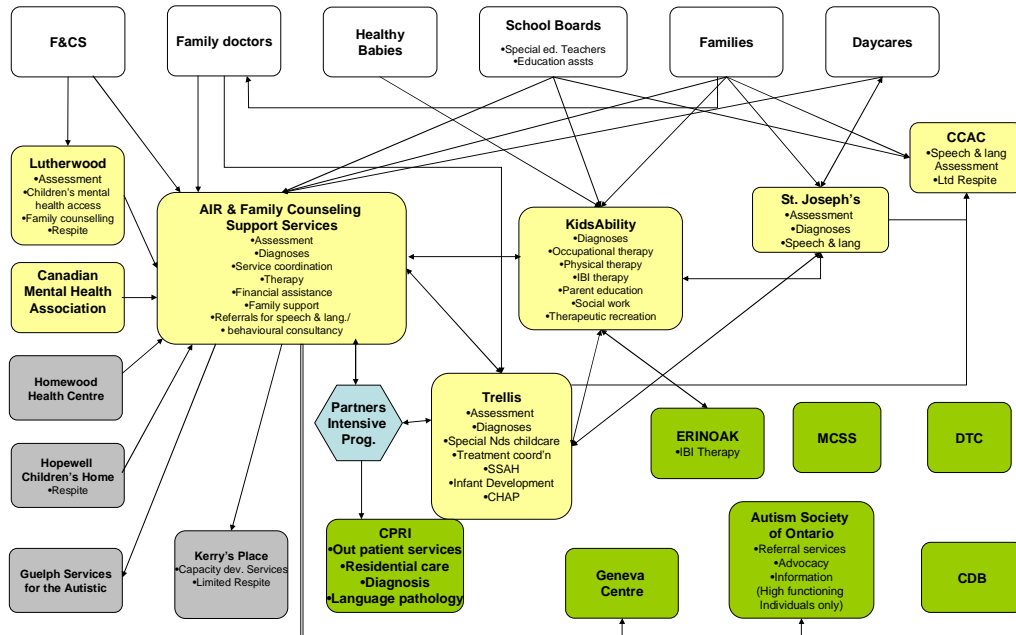 F&CS
Family doctors
Healthy
Babies
School Boards
•Special ed. Teachers
•Education assts
Families
Daycares
Lutherwood
•Assessment
•Children's mental
health access
•Family counselling
•Respite
AIR & Family Counseling
Support Services
•Assessment
•Diagnoses
•Service coordination
•Therapy
•Financial assistance
•Family support
•Referrals for speech & lang./
• behavioural consultancy
KidsAbility
•Diagnoses
•Occupational therapy
•Physical therapy
•IBI therapy
•Parent education
•Social work
•Therapeutic recreation
St. Joseph's
•Assessment
•Diagnoses
•Speech & lang
CCAC
•Speech & lang
Assessment
•Ltd Respite
Canadian
Mental Health
Association
Homewood
Health Centre
Partners
Intensive
Prog.
Trellis
•Assessment
•Diagnoses
•Special Nds childcare
•Treatment coord'n
•SSAH
•Infant Development
•CHAP
ERINOAK
•IBI Therapy
MCSS
DTC
Hopewell
Children's Home
•Respite
Guelph Services
for the Autistic
Kerry's Place
•Capacity dev. Services
•Limited Respite
CPRI
•Out patient services
•Residential care
•Diagnosis
•Language pathology
Geneva
Centre
Autism Society
of Ontario
•Referral services
•Advocacy
•Information
(High functioning
Individuals only)
CDB